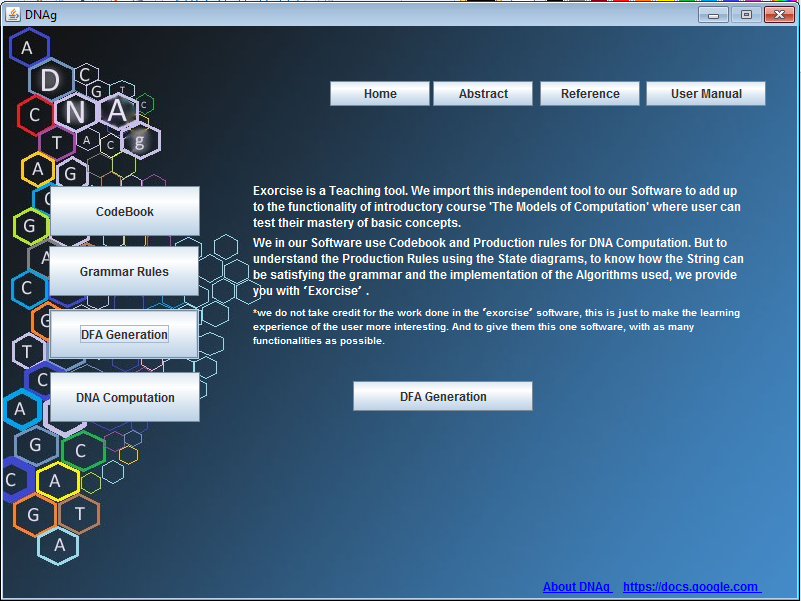 DNAg
Home
Abstract
Reference
User Manual
A
D
C
G
T
C
N
A
C
T
A
C
g
A
G
C
G
A
C
G
T
C
A
G
C
C
A
G
T
A
CodeBook
Grammar Rules
DFA Generation
DNA Computation
Exorcise is a Teaching tool. We import this independent tool to our Software to add up
to the functionality of introductory course 'The Models of Computation' where user can
test their mastery of basic concepts.
We in our Software use Codebook and Production rules for DNA Computation. But to
understand the Production Rules using the State diagrams, to know how the String can
be satisfying the grammar and the implementation of the Algorithms used, we provide
you with ‘Exorcise’ .
*we do not take credit for the work done in the ‘exorcise’ software, this is just to make the learning
experience of the user more interesting. And to give them this one software, with as many
functionalities as possible.
DFA Generation
About DNAg
https://docs.google.com